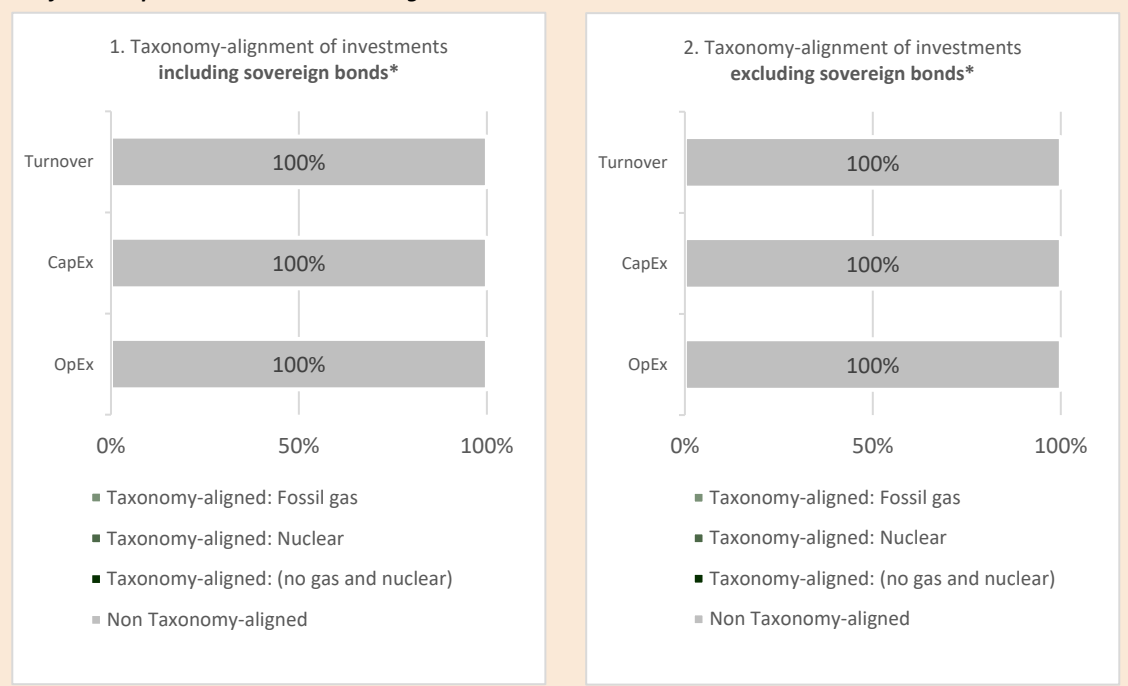 1. Taxonomy-alignment of investments
including sovereign bonds*
Turnover
100%
CapEx
100%
OpEx
100%
0%
50%
100%
Taxonomy-aligned: Fossil gas
Taxonomy-aligned: Nuclear
Taxonomy-aligned: (no gas and nuclear)
Non Taxonomy-aligned
2. Taxonomy-alignment of investments
excluding sovereign bonds*
Turnover
100%
CapEx
100%
OpEx
100%
0%
50%
100%
Taxonomy-aligned: Fossil gas
Taxonomy-aligned: Nuclear
Taxonomy-aligned: (no gas and nuclear)
Non Taxonomy-aligned